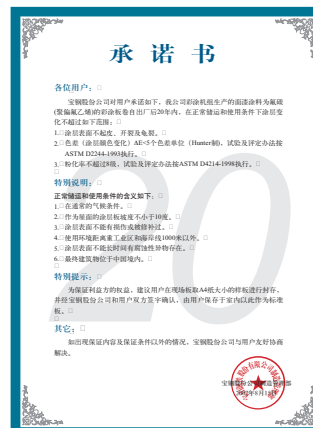 承 诺 书
各位用户：
宝钢股份公司对用户承诺如下，我公司彩涂机组生产的面漆涂料为氟碳
(聚偏氟乙烯)的彩涂板卷自出厂后20年内，在正常储运和使用条件下涂层变
化不超过如下范围：
1.涂层表面不起皮、开裂及龟裂。
2.色差（涂层颜色变化）ΔE<5个色差单位（Hunter制)，试验及评定办法按
ASTM D2244-1993执行。
3.粉化率不超过8级，试验及评定办法按ASTM D4214-1998执行。
特别说明：
正常储运和使用条件的含义如下：
1.在通常的气候条件。
2.作为屋面的涂层板坡度不小于10度。
3.涂层表面不能有损伤或被修补过。
4.使用环境距离重工业区和海岸线1000米以外。
5.涂层表面不能长时间有腐蚀性异物存在。
6.最终建筑物位于中国境内。
特别提示：
为保证利益方的权益，建议用户在现场板取A4纸大小的样板进行封存，
并经宝钢股份公司和用户双方签字确认，由用户保存于室内以此作为标准
板。
其它：
如出现保证内容及保证条件以外的情况，宝钢股份公司与用户友好协商
解决。
20